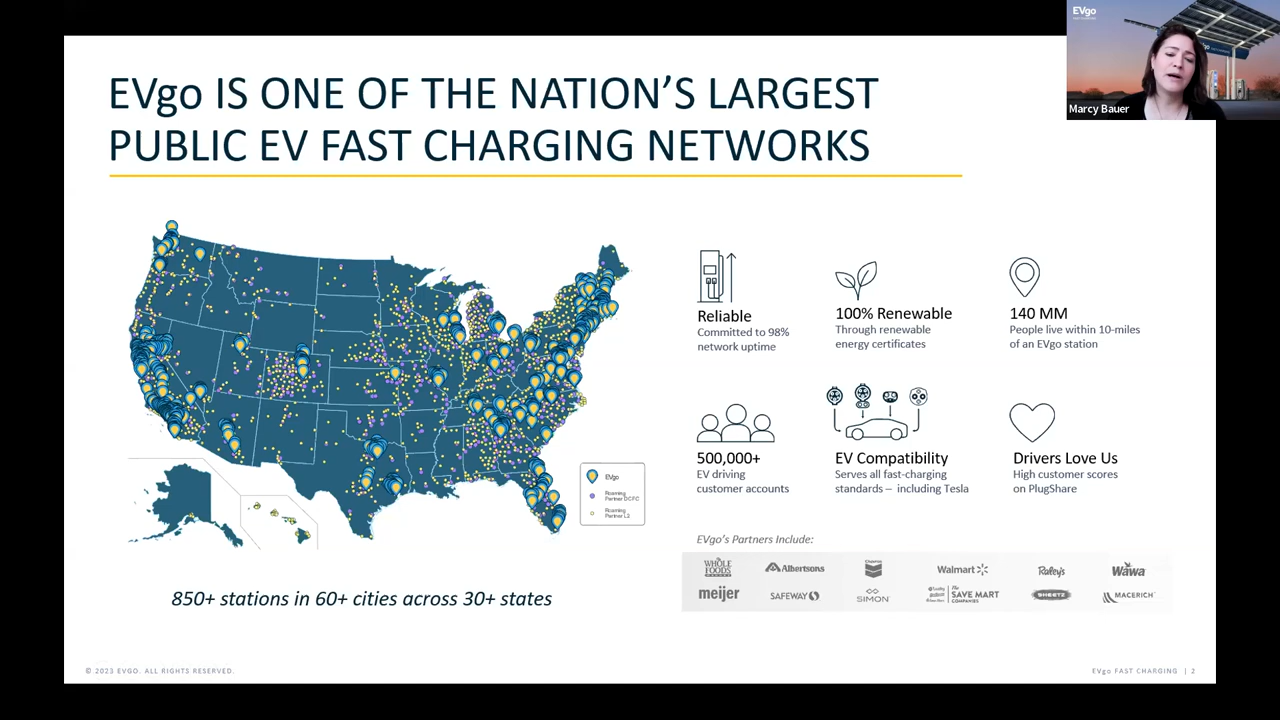 EVgo IS ONE OF THE NATION'S LARGEST
PUBLIC EV FAST CHARGING NETWORKS
EVgo
Marcy Bauer
EVgo
Roaming
Partner DCFC
Roaming
Partner L2
850+ stations in 60+ cities across 30+ states
Reliable
Committed to 98%
network uptime
100% Renewable
Through renewable
energy certificates
140 MM
People live within 10-miles
of an EVgo station
500,000+
EV driving
customer accounts
EV Compatibility
Serves all fast-charging
standards – including Tesla
Drivers Love Us
High customer scores
on PlugShare
EVgo's Partners Include:
WHOLE
FOODS
MARKET
Albertsons
Chevron
Walmart
Raley's
Wawa
meijer
SAFEWAY
SIMON
The
SAVE MART
COMPANIES
SHEETZ
MACERICH
© 2023 EVGO. ALL RIGHTS RESERVED.
EVgo FAST CHARGING | 2